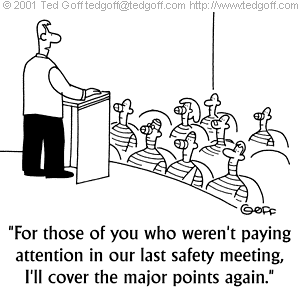 © 2001 Ted Goff tedgoff@tedgoff.com http://www.tedgoff.com
GOFF
"For those of you who weren't paying
attention in our last safety meeting,
I'll cover the major points again."